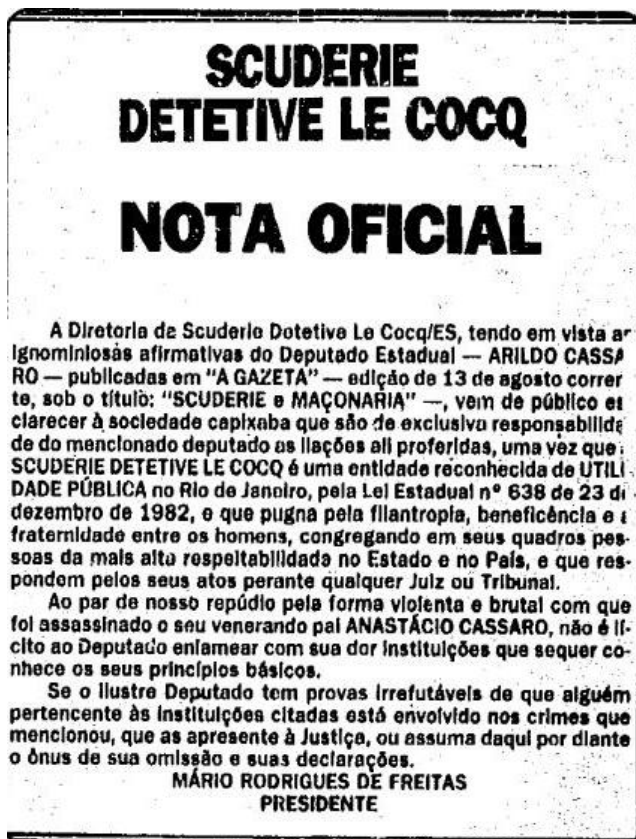 SCUDERIE
DETETIVE LE COCQ
NOTA OFICIAL
A Diretoria da Scuderie Detetive Le Cocq/ES, tendo em vista as
ignominiosas afirmativas do Deputado Estadual — ARILDO CASSA
RO — publicadas em "A GAZETA" — edição de 13 de agosto corren
te, sob o título: "SCUDERIE e MAÇONARIA" —, vem de público es
clarecer à sociedade capixaba que são de exclusiva responsabilida
de do mencionado deputado as ilações ali proferidas, uma vez que
SCUDERIE DETETIVE LE COCQ é uma entidade reconhecida de UTILI-
DADE PÚBLICA no Rio de Janeiro, pela Lei Estadual nº 638 de 23 de
dezembro de 1982, e que pugna pela filantropia, beneficência e a
fraternidade entre os homens, congregando em seus quadros pes-
soas da mais alta respeitabilidade no Estado e no País, e que res-
pondem pelos seus atos perante qualquer Juiz ou Tribunal.
Ao par de nosso repúdio pela forma violenta e brutal com que
foi assassinado o seu venerando pai ANASTÁCIO CASSARO, não é lí-
cito ao Deputado enlamear com sua dor instituições que sequer co-
nhece os seus princípios básicos.
Se o ilustre Deputado tem provas irrefutáveis de que alguém
pertencente às instituições citadas está envolvido nos crimes que
mencionou, que as apresente à Justiça, ou assuma daqui por diante
o ônus de sua omissão e suas declarações.
MÁRIO RODRIGUES DE FREITAS
PRESIDENTE